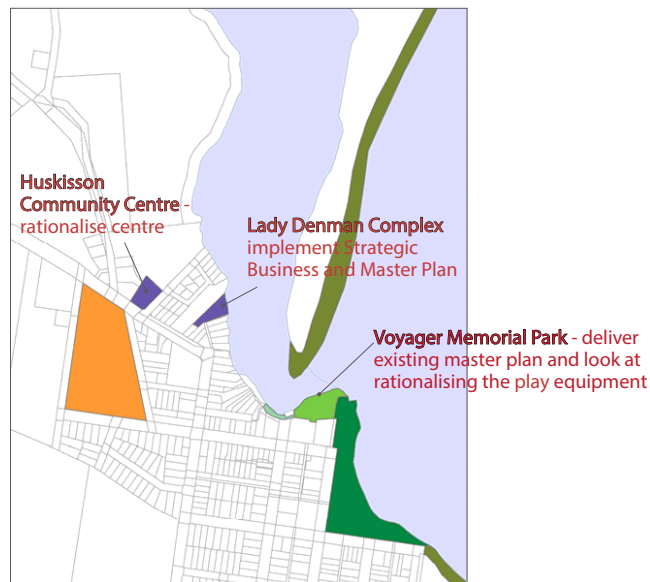 Huskisson
Community Centre -
rationalise centre
Lady Denman Complex
implement Strategic
Business and Master Plan
Voyager Memorial Park - deliver
existing master plan and look at
rationalising the play equipment